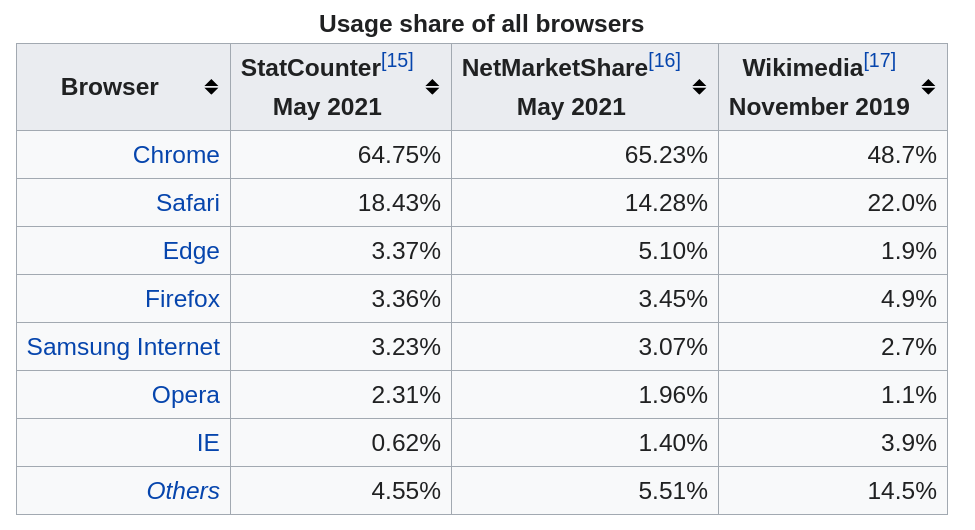 Usage share of all browsers
Browser StatCounter[15] May 2021 NetMarketShare[16] May 2021 Wikimedia[17] November 2019
Chrome 64.75% 65.23% 48.7%
Safari 18.43% 14.28% 22.0%
Edge 3.37% 5.10% 1.9%
Firefox 3.36% 3.45% 4.9%
Samsung Internet 3.23% 3.07% 2.7%
Opera 2.31% 1.96% 1.1%
IE 0.62% 1.40% 3.9%
Others 4.55% 5.51% 14.5%